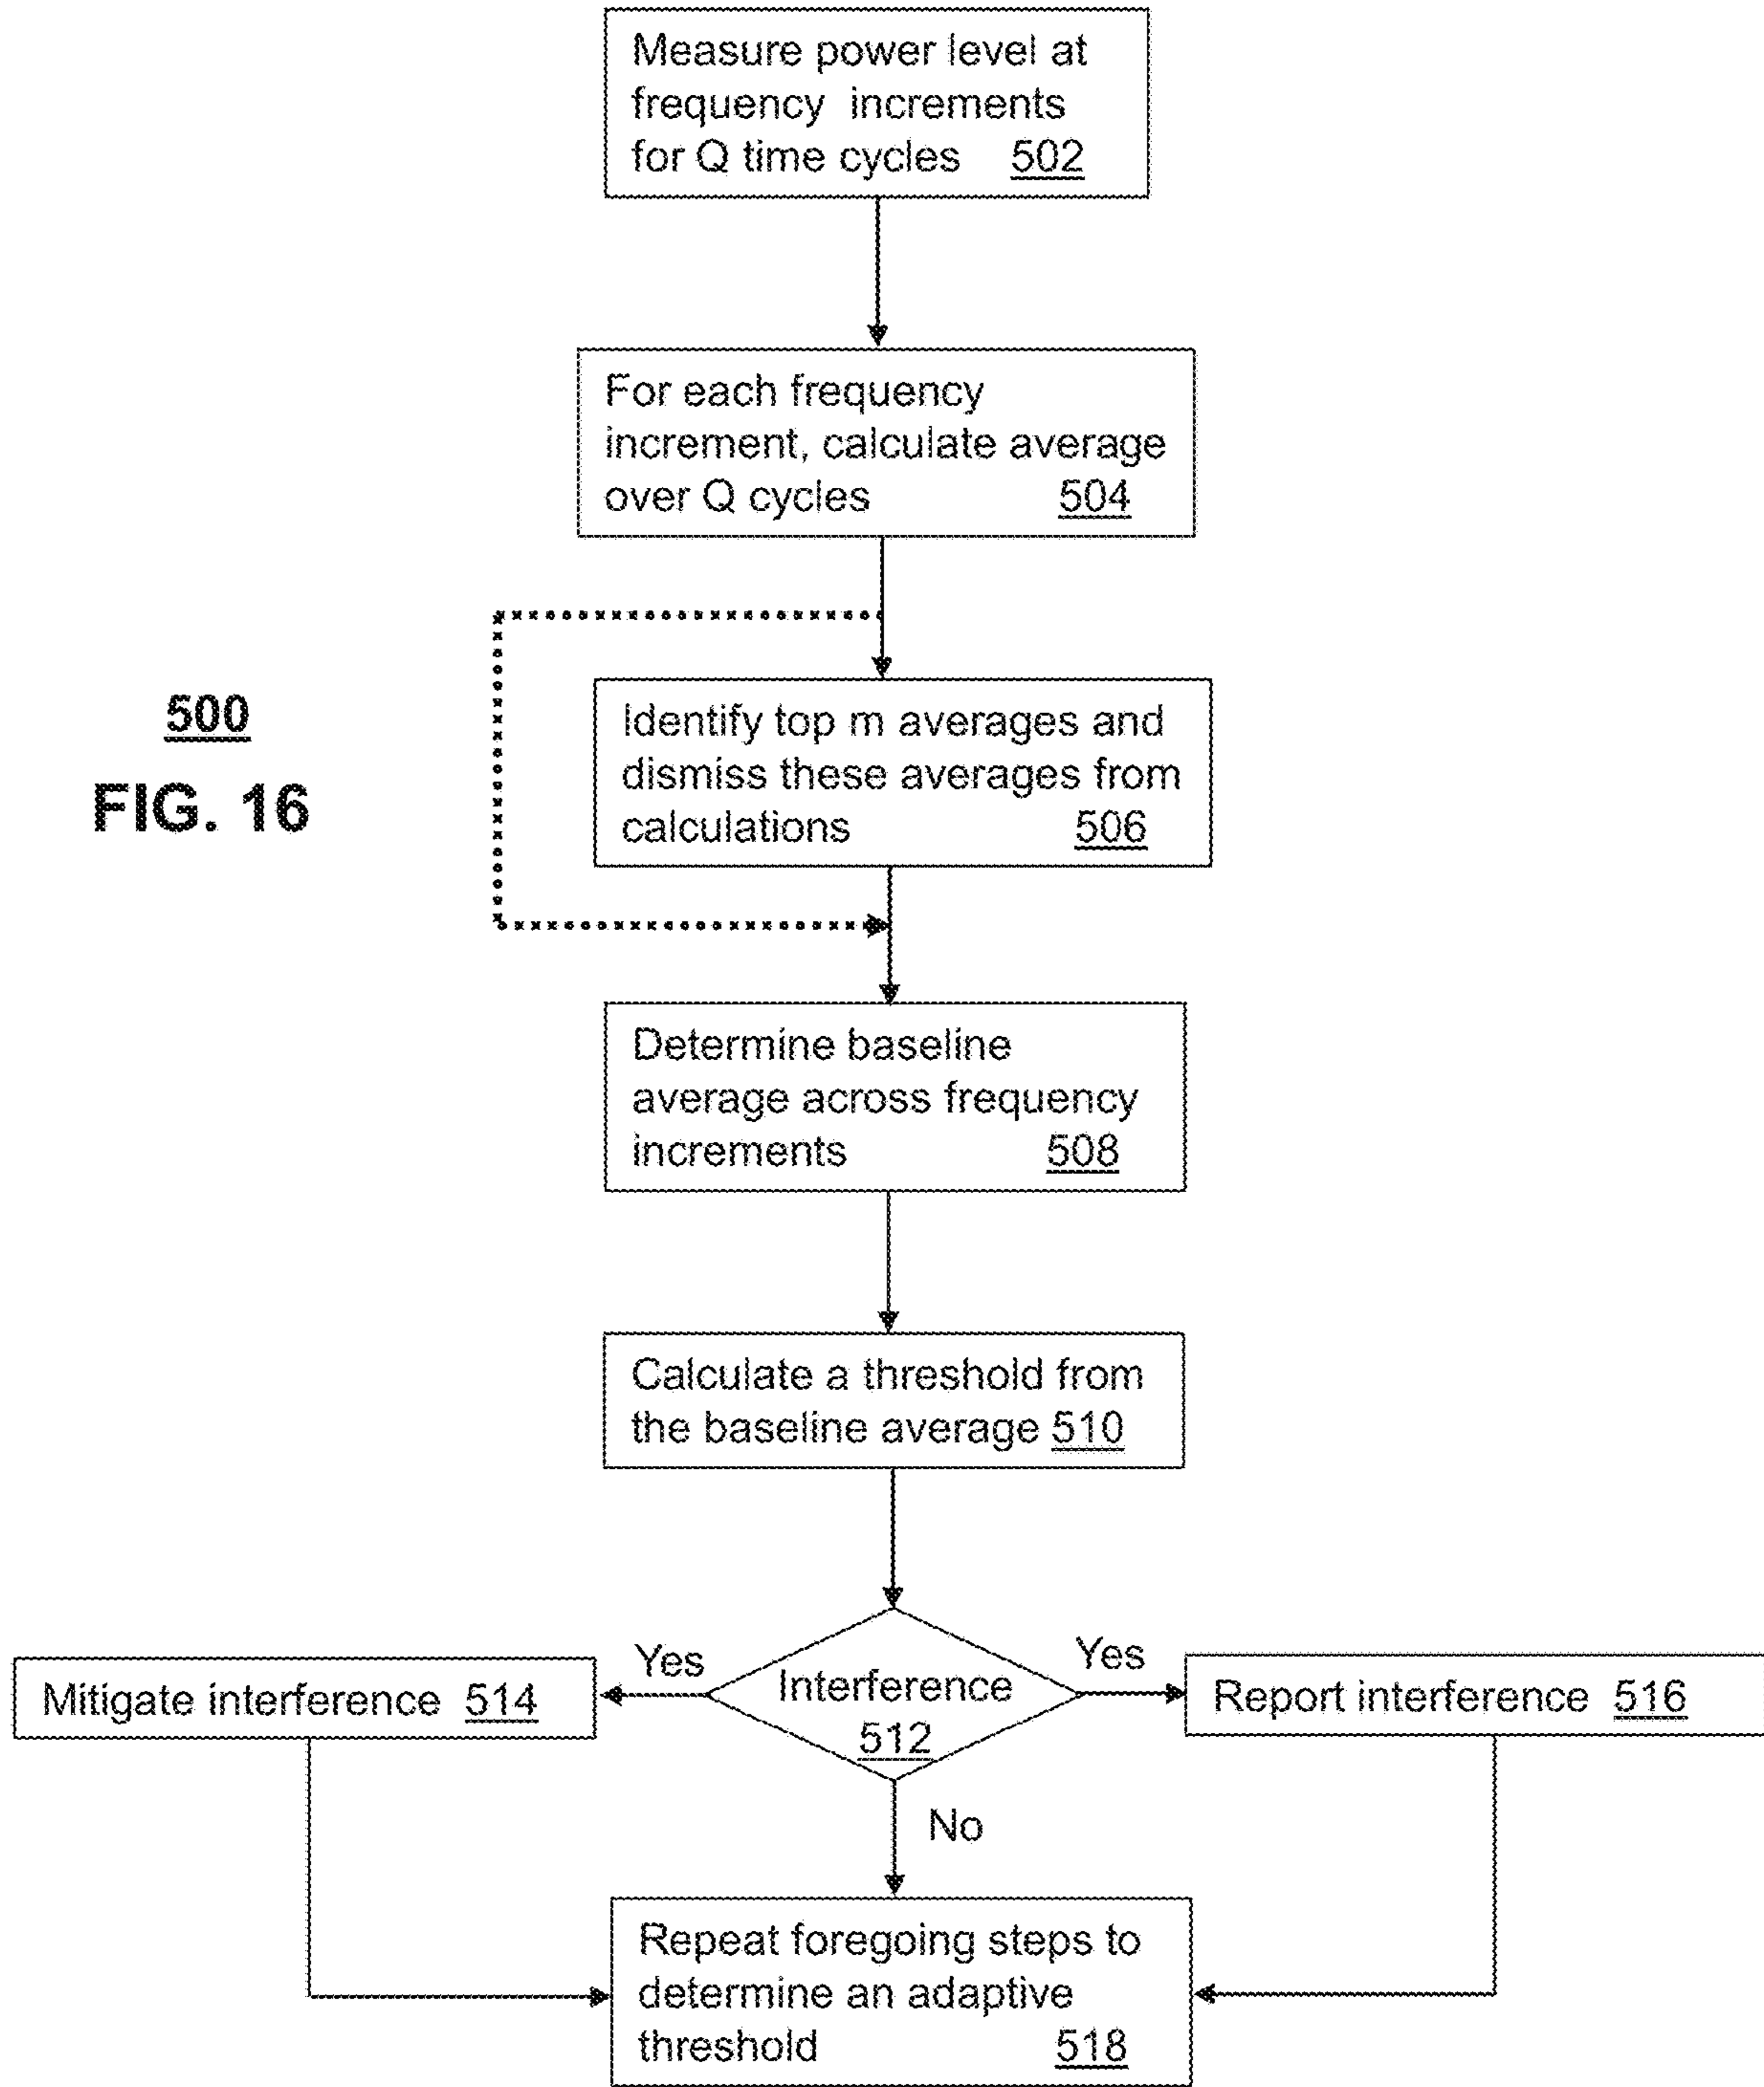 Measure power level at
frequency increments
for Q time cycles 502
For each frequency
increment, calculate average
over Q cycles 504
500
FIG. 16
Identify top m averages and
dismiss these averages from
calculations 506
Determine baseline
average across frequency
increments 508
Calculate a threshold from
the baseline average 510
Yes
Interference
512
Yes
Mitigate interference 514
Report interference 516
No
Repeat foregoing steps to
determine an adaptive
threshold 518